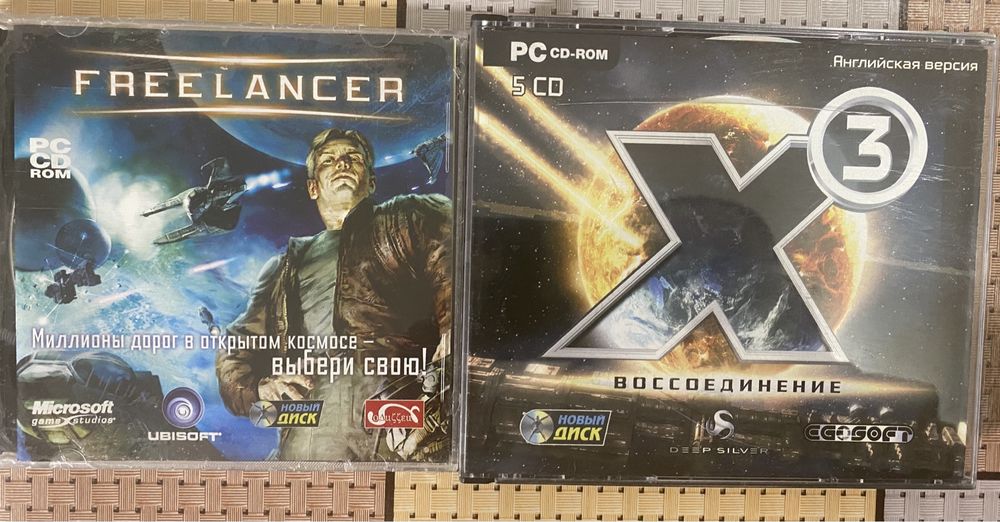 FREELANCER
PC
CD
ROM
Миллионы дорог в открытом космосе –
выбери свою!
Microsoft
game studios
UBISOFT
НОВЫЙ
ДИСК
PC CD-ROM
5 CD
Английская версия
X
3
ВОССОЕДИНЕНИЕ
НОВЫЙ
ДИСК
DEEP SILVER
EGOSOFT